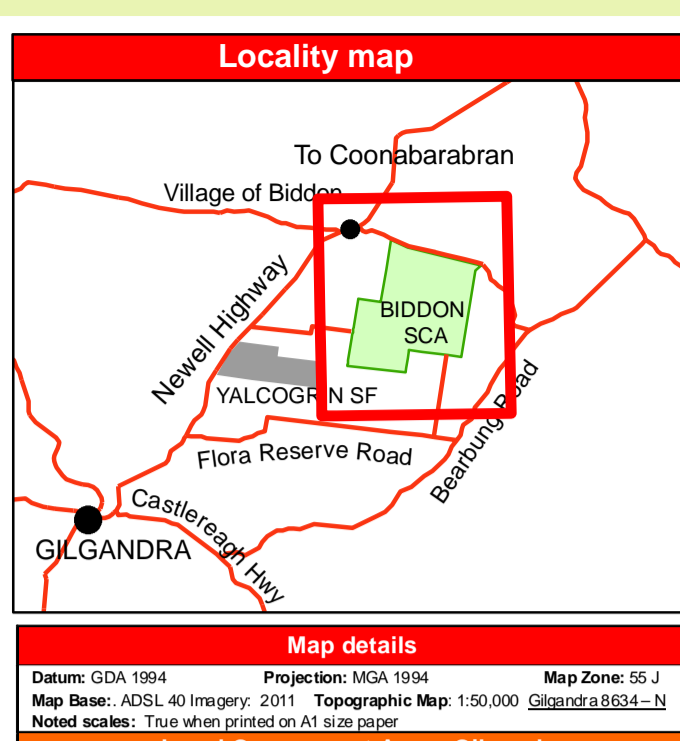 Locality map
To Coonabarabran
Village of Biddon
Newell Highway
BIDDON
SCA
YALCOGRIN SF
Flora Reserve Road
Bearbung Road
Castlereagh Hwy
GILGANDRA
Map details
Datum: GDA 1994 Projection: MGA 1994 Map Zone: 55 J
Map Base:. ADSL 40 Imagery: 2011 Topographic Map: 1:50,000 Gilgandra 8634 – N
Noted scales: True when printed on A1 size paper